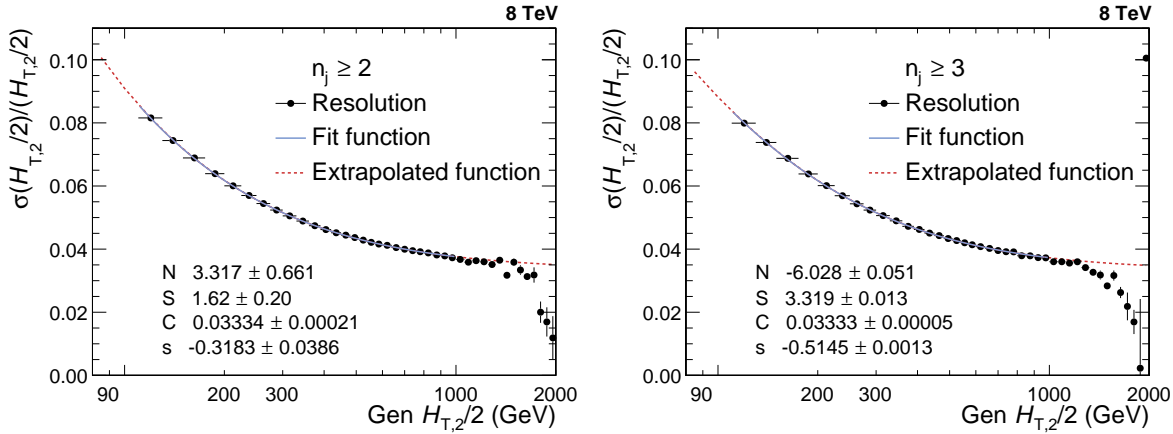 8 TeV
σ(H_T,2/2)/(H_T,2/2)
0.10
0.08
0.06
0.04
0.02
0.00
n_j ≥ 2
Resolution
Fit function
Extrapolated function
N 3.317 ± 0.661
S 1.62 ± 0.20
C 0.03334 ± 0.00021
s -0.3183 ± 0.0386
90 200 300 1000 2000
Gen H_T,2/2 (GeV)
8 TeV
σ(H_T,2/2)/(H_T,2/2)
0.10
0.08
0.06
0.04
0.02
0.00
n_j ≥ 3
Resolution
Fit function
Extrapolated function
N -6.028 ± 0.051
S 3.319 ± 0.013
C 0.03333 ± 0.00005
s -0.5145 ± 0.0013
90 200 300 1000 2000
Gen H_T,2/2 (GeV)